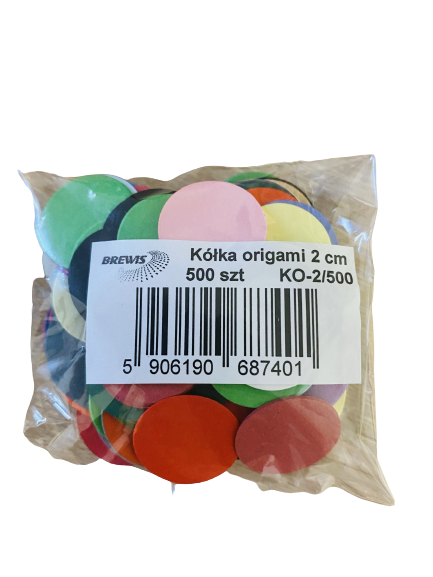 BREWIS
Kółka origami 2 cm
500 szt KO-2/500
5 906190 687401